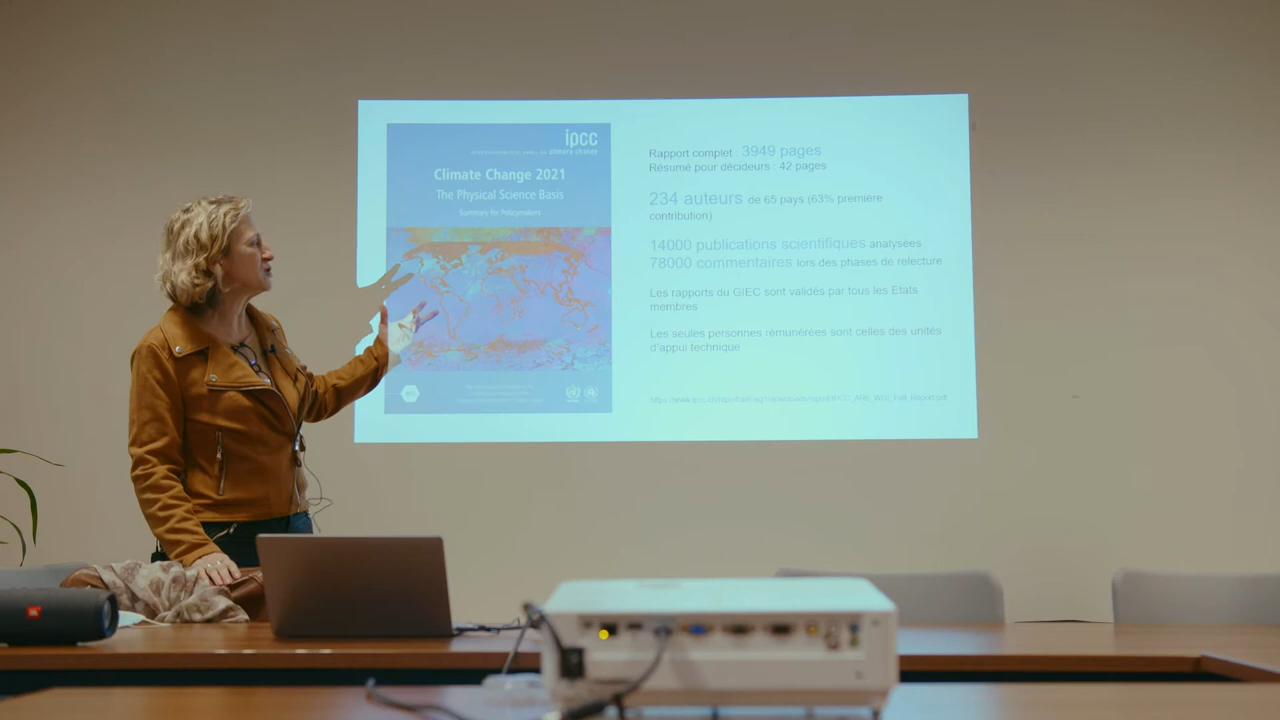 ipcc
climate change
Climate Change 2021
The Physical Science Basis
Summary for Policymakers
Rapport complet : 3949 pages
Résumé pour décideurs : 42 pages
234 auteurs de 65 pays (63% première
contribution)
14000 publications scientifiques analysées
78000 commentaires lors des phases de relecture
Les rapports du GIEC sont validés par tous les Etats
membres
Les seules personnes rémunérées sont celles des unités
d'appui technique
JBL